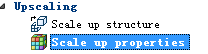 Upscaling
Scale up structure
Scale up properties